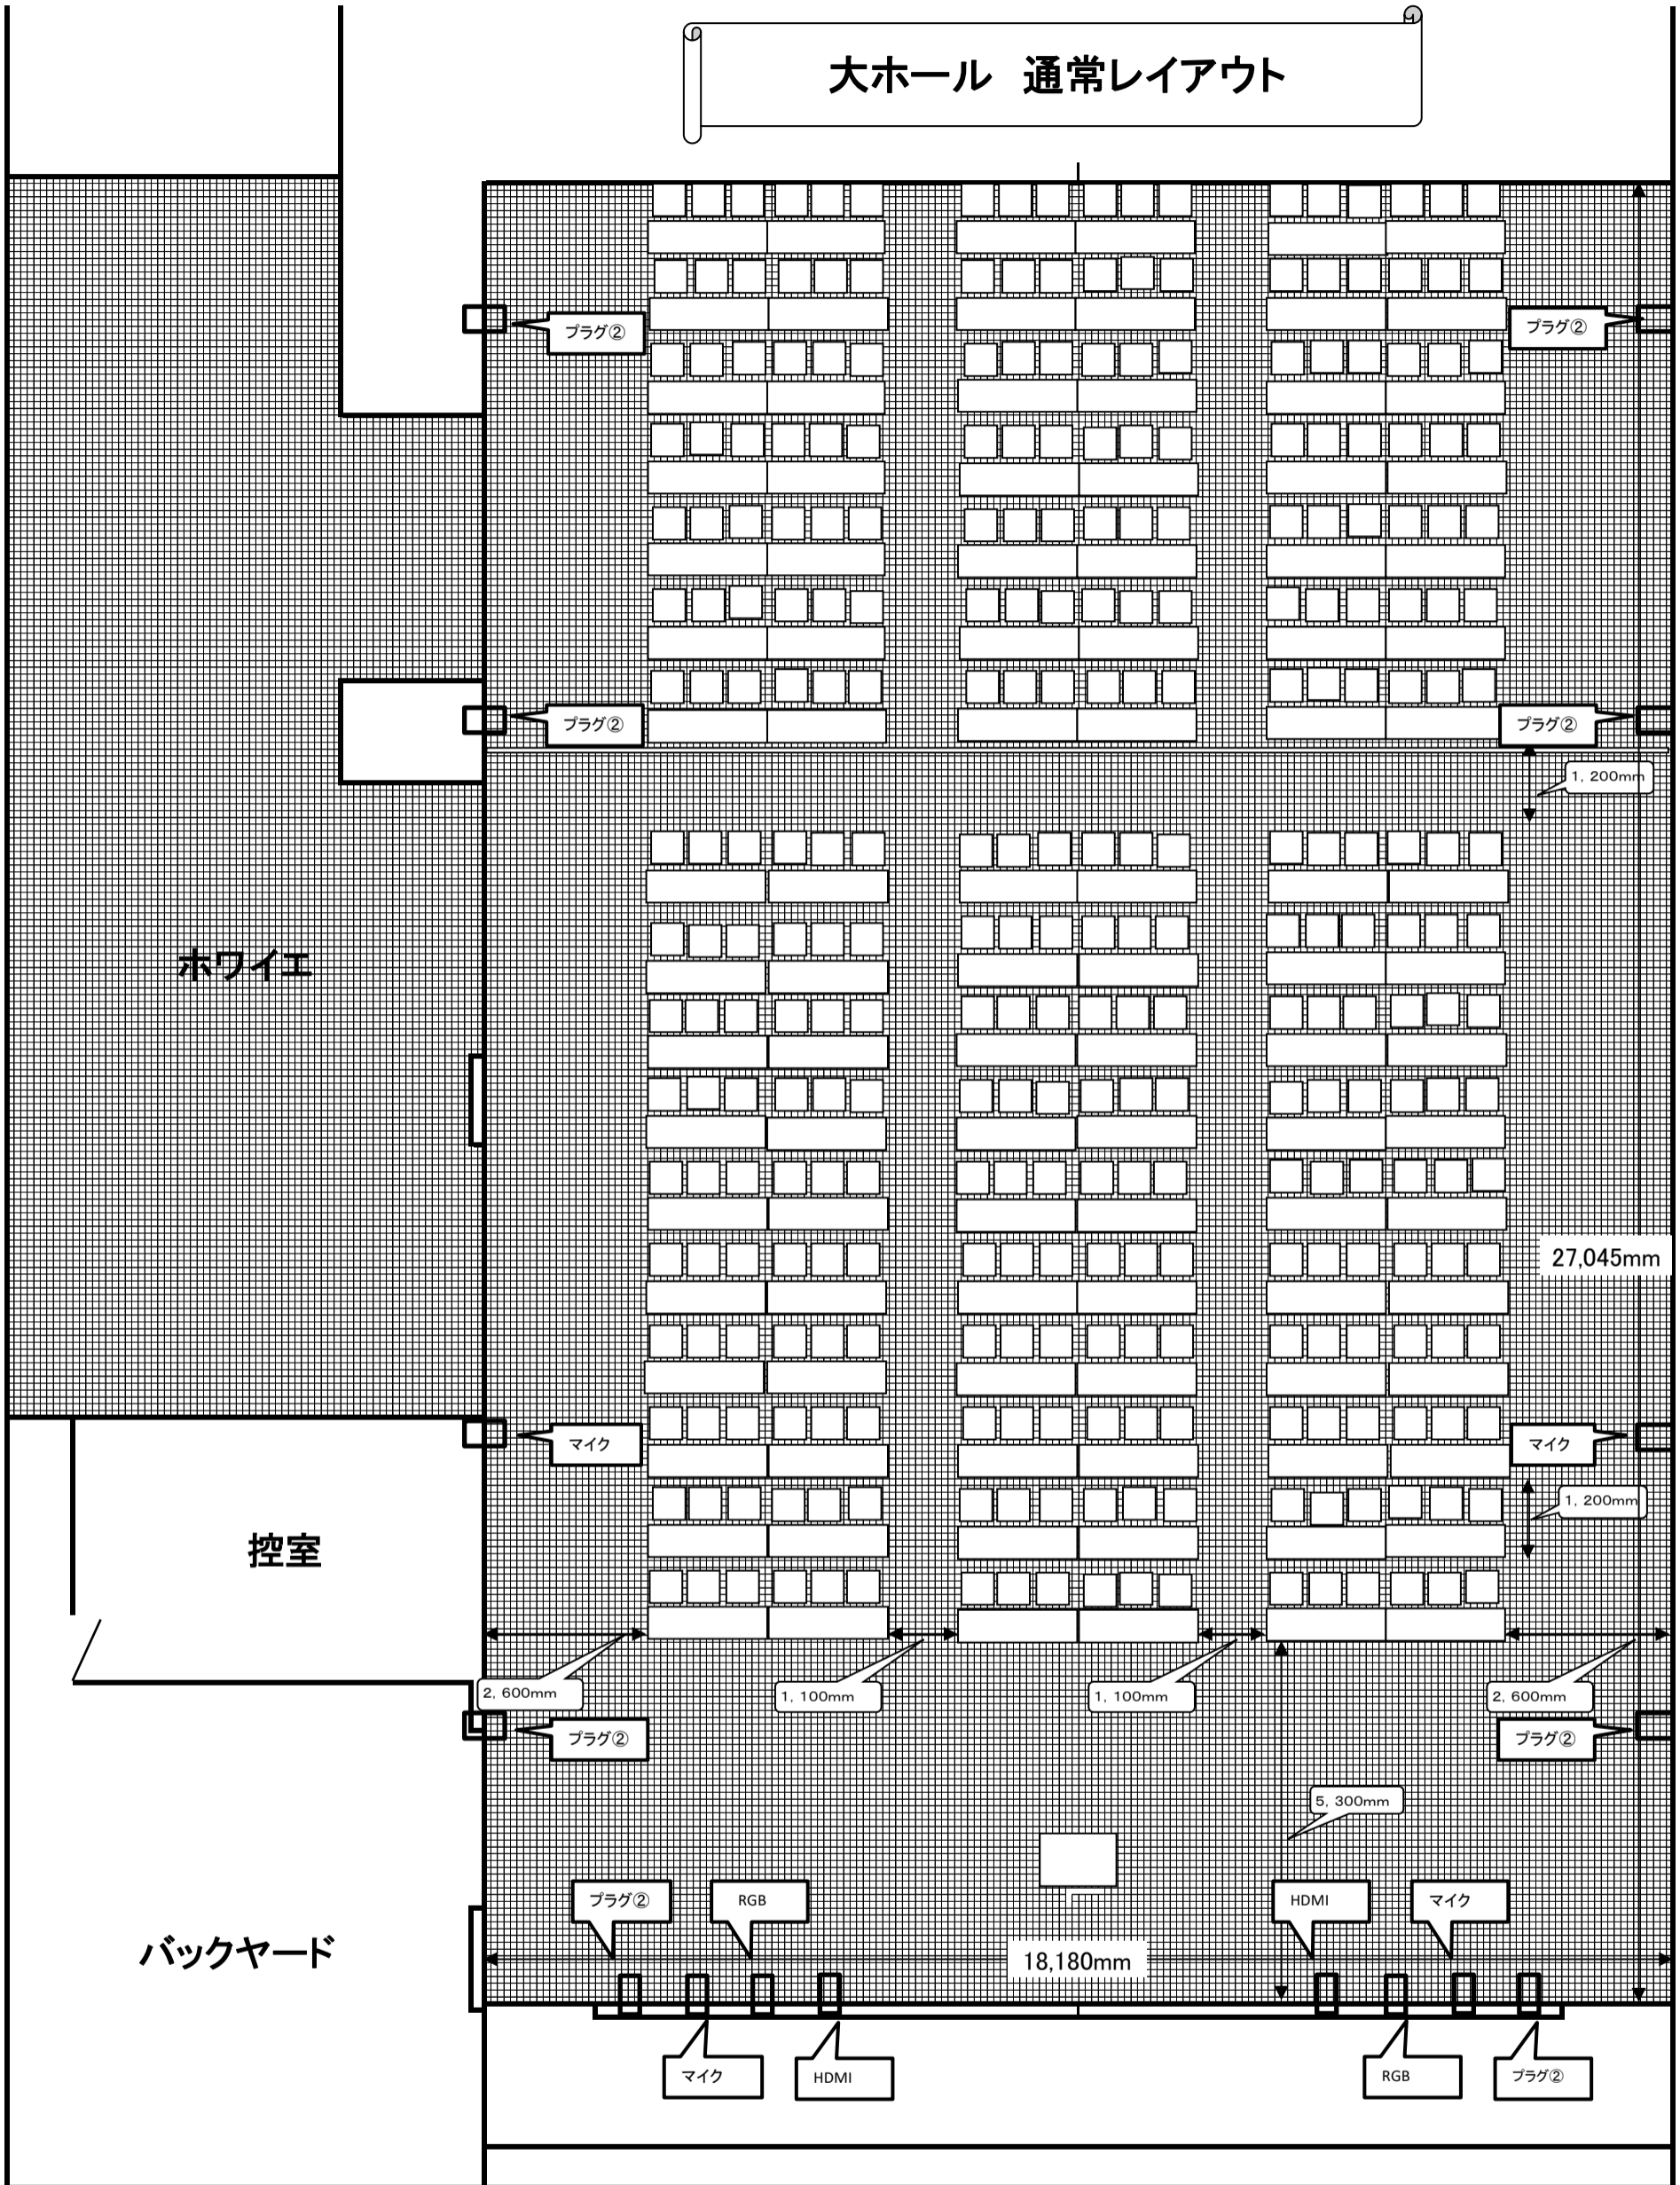 大ホール　通常レイアウト
プラグ②
プラグ②
プラグ②
プラグ②
1，200mm
ホワイエ
27,045mm
マイク
マイク
1，200mm
控室
2，600mm
1，100mm
1，100mm
2，600mm
プラグ②
プラグ②
5，300mm
プラグ②
RGB
HDMI
マイク
バックヤード
18,180mm
マイク
HDMI
RGB
プラグ②